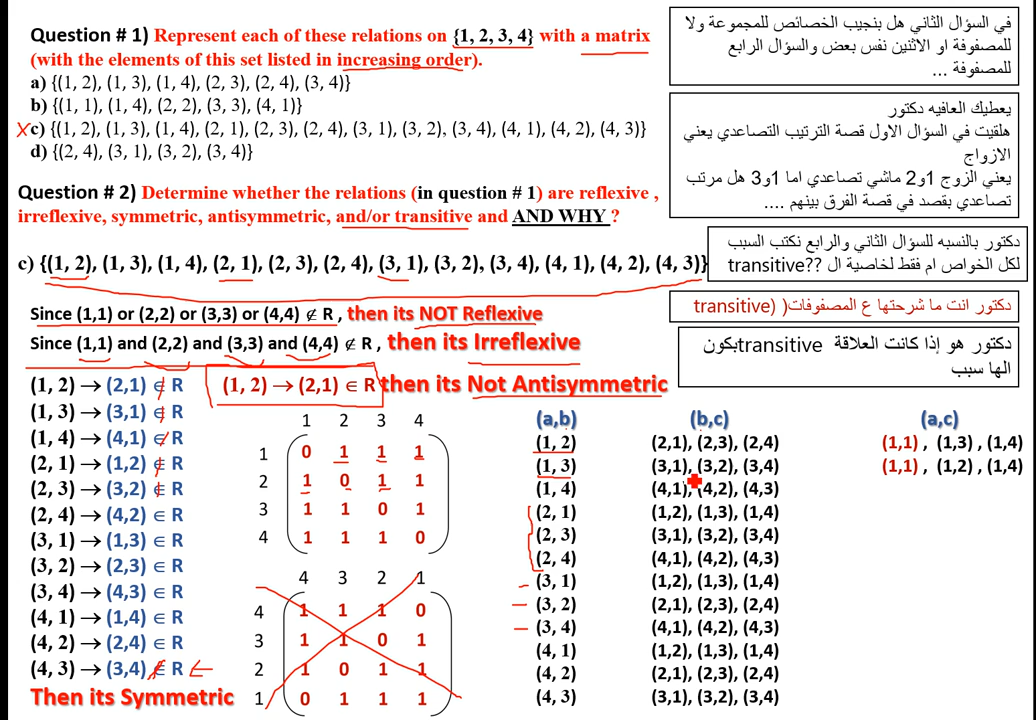 Question # 1) Represent each of these relations on {1, 2, 3, 4} with a matrix
(with the elements of this set listed in increasing order).
a) {(1, 2), (1, 3), (1, 4), (2, 3), (2, 4), (3, 4)}
b) {(1, 1), (1, 4), (2, 2), (3, 3), (4, 1)}
c) {(1, 2), (1, 3), (1, 4), (2, 1), (2, 3), (2, 4), (3, 1), (3, 2), (3, 4), (4, 1), (4, 2), (4, 3)}
d) {(2, 4), (3, 1), (3, 2), (3, 4)}
Question # 2) Determine whether the relations (in question # 1) are reflexive ,
irreflexive, symmetric, antisymmetric, and/or transitive and AND WHY ?
في السؤال الثاني هل بنجيب الخصائص للمجموعة ولا
للمصفوفة او الاثنين نفس بعض والسؤال الرابع
للمصفوفة ...
يعطيك العافيه دكتور
هلقيت في السؤال الاول قصة الترتيب التصاعدي يعني
الازواج
يعني الزوج 1و2 ماشي تصاعدي اما 1و3 هل مرتب
تصاعدي بقصد في قصة الفرق بينهم ....
دكتور بالنسبه للسؤال الثاني والرابع نكتب السبب
لكل الخواص ام فقط لخاصية ال ??transitive
دكتور انت ما شرحتها ع المصفوفات( (transitive
دكتور هو إذا كانت العلاقة transitiveبكون
الها سبب
c) {(1, 2), (1, 3), (1, 4), (2, 1), (2, 3), (2, 4), (3, 1), (3, 2), (3, 4), (4, 1), (4, 2), (4, 3)}
Since (1,1) or (2,2) or (3,3) or (4,4) ∉ R , then its NOT Reflexive
Since (1,1) and (2,2) and (3,3) and (4,4) ∉ R , then its Irreflexive
(1, 2) → (2,1) ∈ R
(1, 3) → (3,1) ∈ R
(1, 4) → (4,1) ∈ R
(2, 1) → (1,2) ∈ R
(2, 3) → (3,2) ∈ R
(2, 4) → (4,2) ∈ R
(3, 1) → (1,3) ∈ R
(3, 2) → (2,3) ∈ R
(3, 4) → (4,3) ∈ R
(4, 1) → (1,4) ∈ R
(4, 2) → (2,4) ∈ R
(4, 3) → (3,4) ∉ R
Then its Symmetric
(1, 2) → (2,1) ∈ R then its Not Antisymmetric
1 2 3 4
1 0 1 1 1
2 1 0 1 1
3 1 1 0 1
4 1 1 1 0
4 3 2 1
4 1 1 1 0
3 1 1 0 1
2 1 0 1 1
1 0 1 1 1
(a,b) (b,c) (a,c)
(1, 2) (2,1), (2,3), (2,4) (1,1) , (1,3), (1,4)
(1, 3) (3,1), (3,2), (3,4) (1,1) , (1,2), (1,4)
(1, 4) (4,1), (4,2), (4,3)
(2, 1) (1,2), (1,3), (1,4)
(2, 3) (3,1), (3,2), (3,4)
(2, 4) (4,1), (4,2), (4,3)
(3, 1) (1,2), (1,3), (1,4)
(3, 2) (2,1), (2,3), (2,4)
(3, 4) (4,1), (4,2), (4,3)
(4, 1) (1,2), (1,3), (1,4)
(4, 2) (2,1), (2,3), (2,4)
(4, 3) (3,1), (3,2), (3,4)